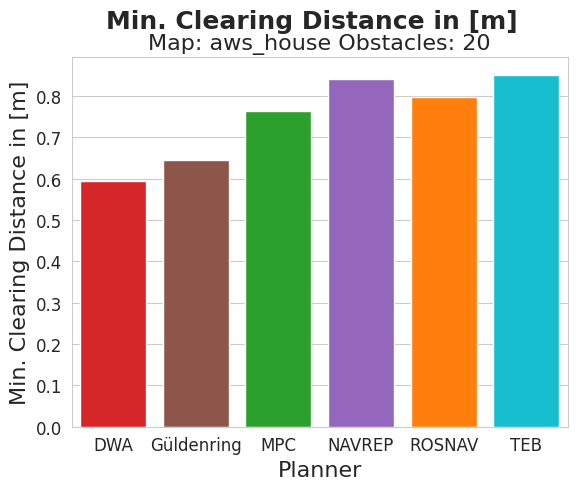 Min. Clearing Distance in [m]
Map: aws_house Obstacles: 20
Min. Clearing Distance in [m]
0.8
0.7
0.6
0.5
0.4
0.3
0.2
0.1
0.0
DWA Güldenring MPC NAVREP ROSNAV TEB
Planner